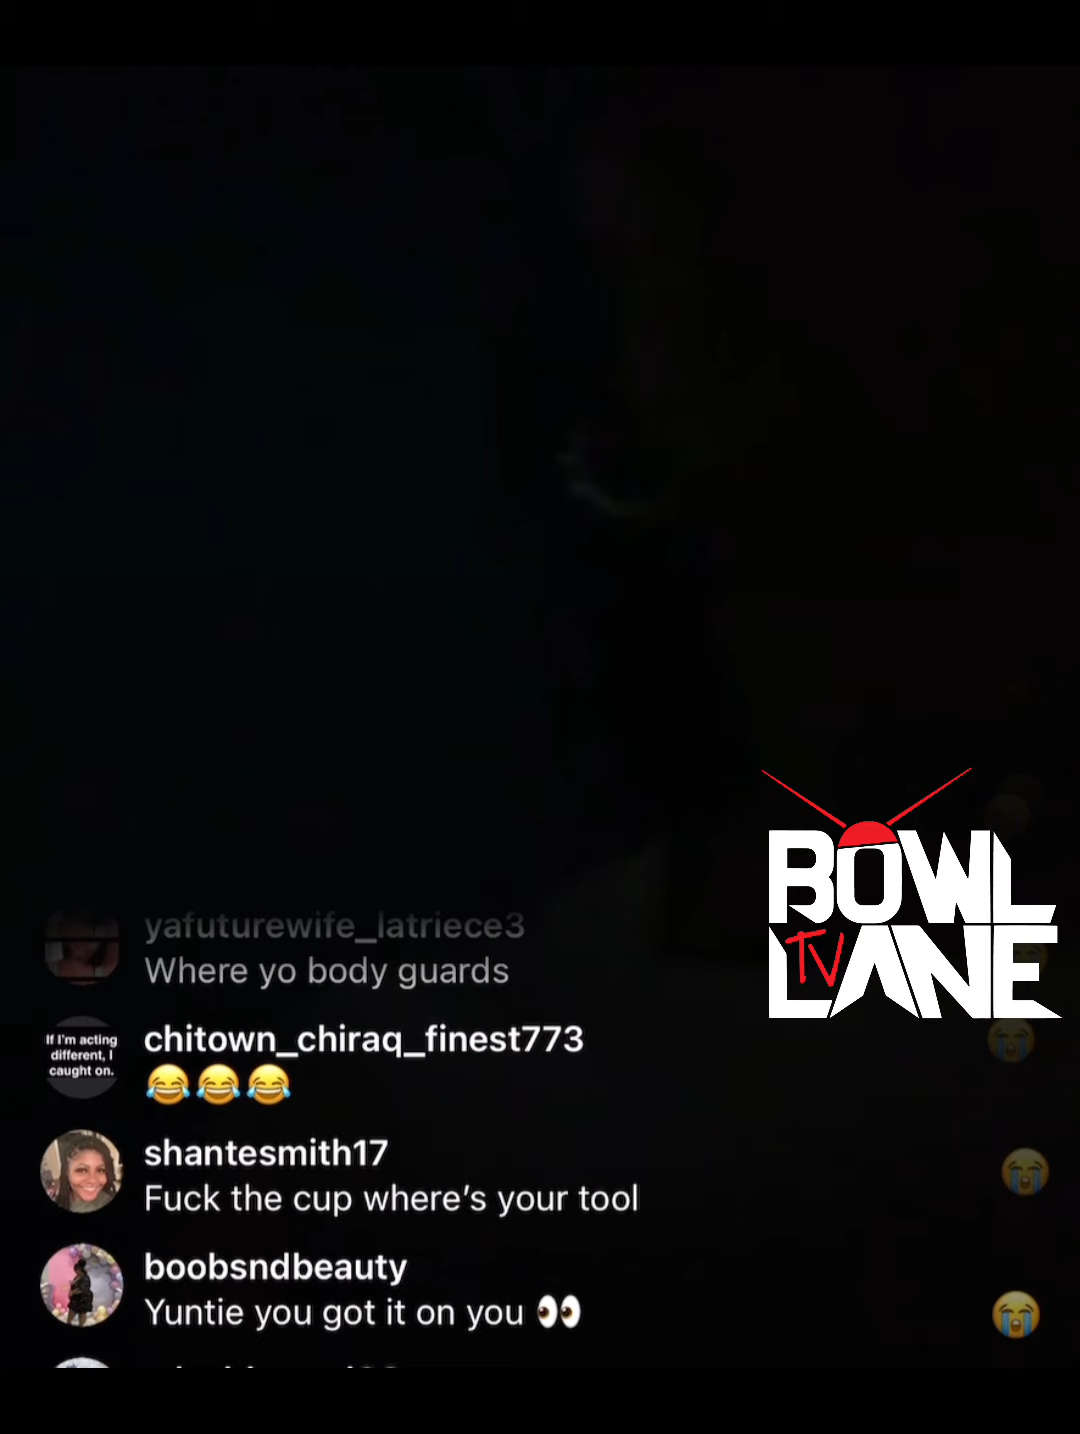 BOWL
TV
LANE
yafuturewife_latriece3
Where yo body guards
If I'm acting
different, I
caught on.
chitown_chiraq_finest773
😂😂😂
shantesmith17
Fuck the cup where's your tool
boobsndbeauty
Yuntie you got it on you 👀